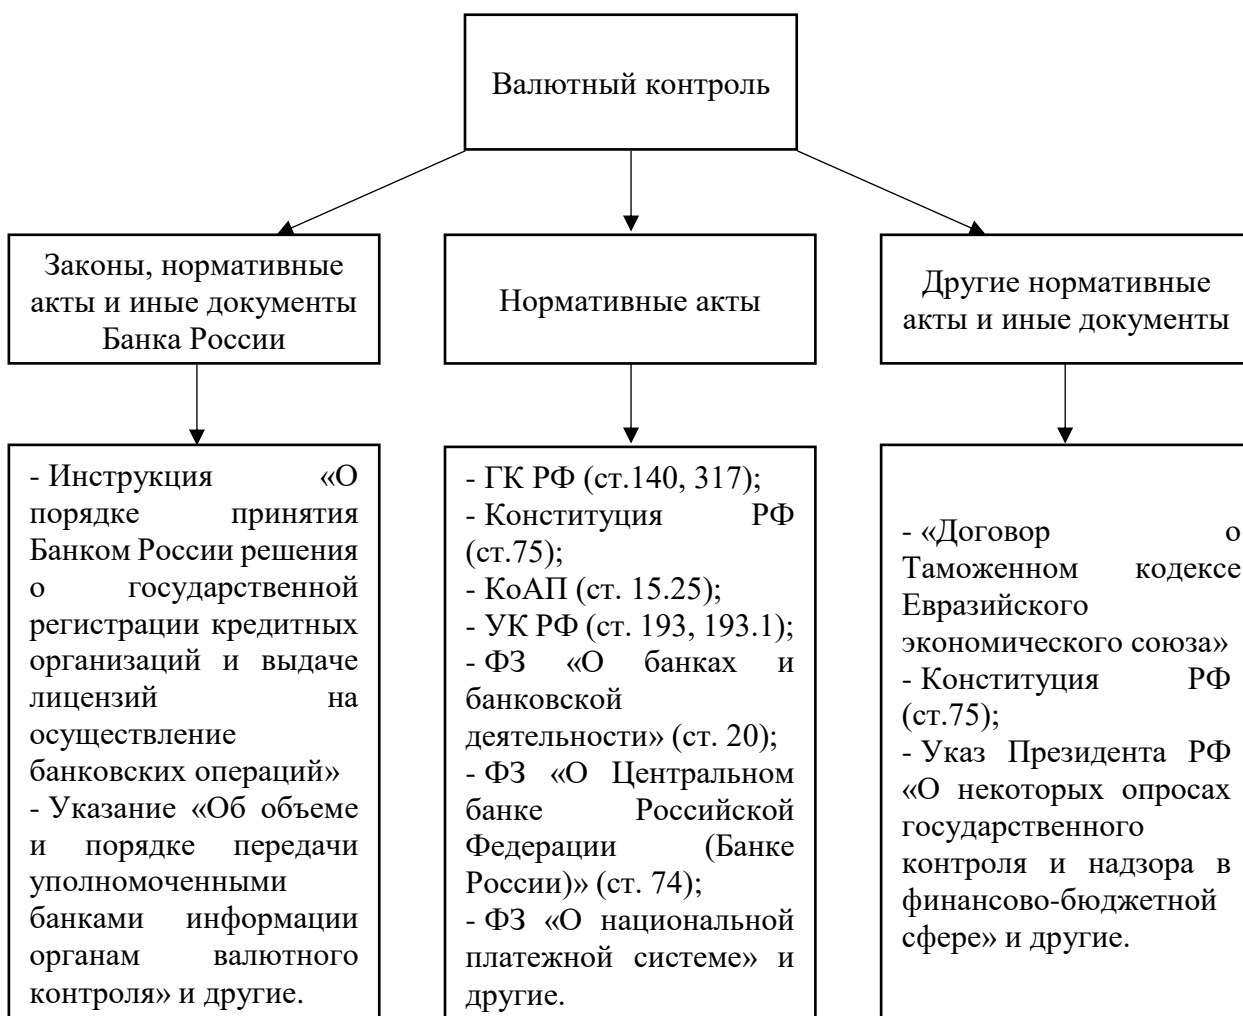 Валютный контроль
Законы, нормативные
акты и иные документы
Банка России
Нормативные акты
Другие нормативные
акты и иные документы
- Инструкция «О
порядке принятия
Банком России решения
о государственной
регистрации кредитных
организаций и выдаче
лицензий на
осуществление
банковских операций»
- Указание «Об объеме
и порядке передачи
уполномоченными
банками информации
органам валютного
контроля» и другие.
- ГК РФ (ст.140, 317);
- Конституция РФ
(ст.75);
- КоАП (ст. 15.25);
- УК РФ (ст. 193, 193.1);
- ФЗ «О банках и
банковской
деятельности» (ст. 20);
- ФЗ «О Центральном
банке Российской
Федерации (Банке
России)» (ст. 74);
- ФЗ «О национальной
платежной системе» и
другие.
- «Договор о
Таможенном кодексе
Евразийского
экономического союза»
- Конституция РФ
(ст.75);
- Указ Президента РФ
«О некоторых опросах
государственного
контроля и надзора в
финансово-бюджетной
сфере» и другие.